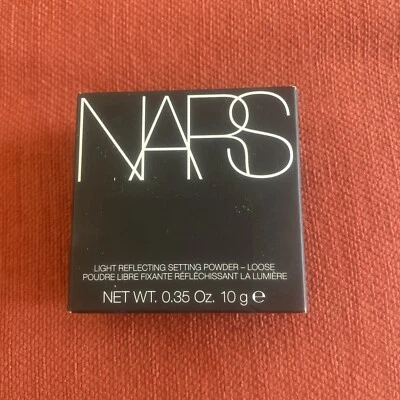 NARS
LIGHT REFLECTING SETTING POWDER – LOOSE
POUDRE LIBRE FIXANTE RÉFLÉCHISSANT LA LUMIÈRE
NET WT. 0.35 Oz. 10 g ℮